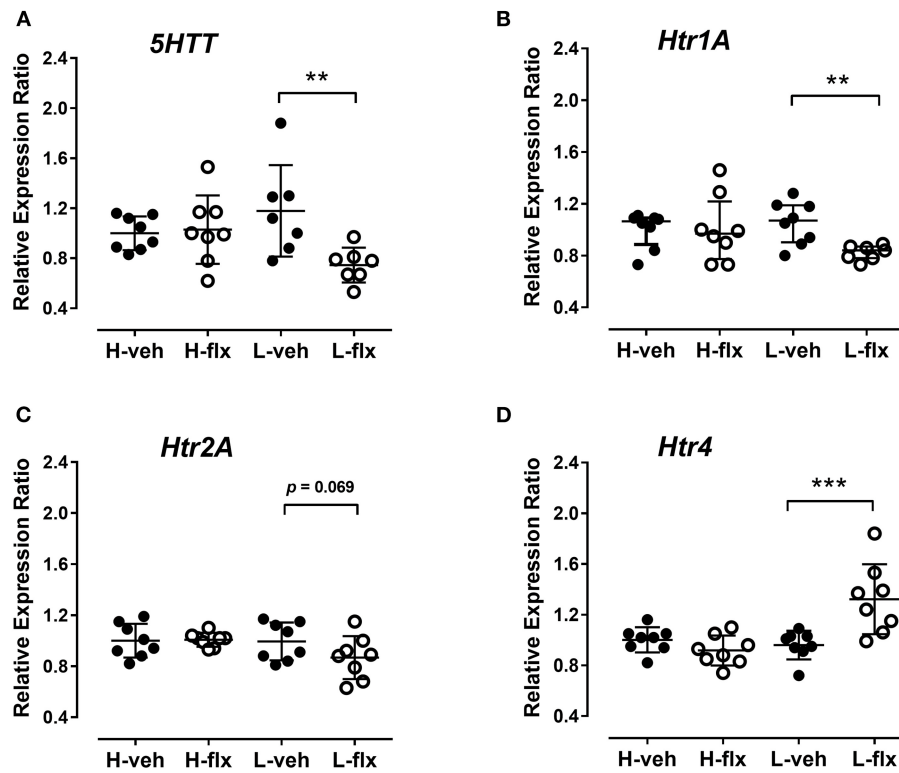 A
5HTT
Relative Expression Ratio
2.4
2.0
1.6
1.2
0.8
0.4
**
H-veh H-flx L-veh L-flx
B
Htr1A
Relative Expression Ratio
2.4
2.0
1.6
1.2
0.8
0.4
**
H-veh H-flx L-veh L-flx
C
Htr2A
Relative Expression Ratio
2.4
2.0
1.6
1.2
0.8
0.4
p = 0.069
H-veh H-flx L-veh L-flx
D
Htr4
Relative Expression Ratio
2.4
2.0
1.6
1.2
0.8
0.4
***
H-veh H-flx L-veh L-flx